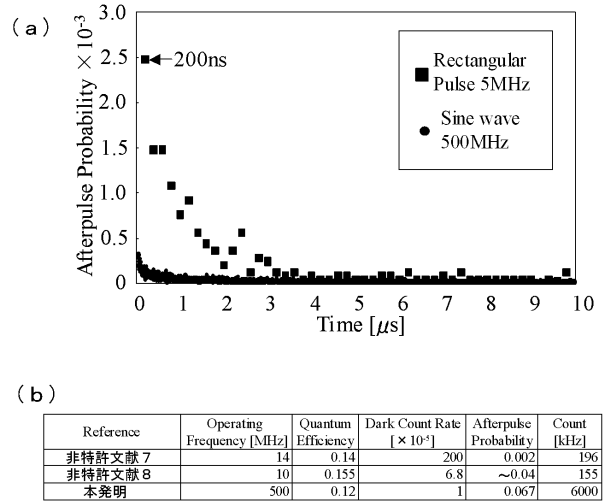 (a)
Afterpulse Probability ×10⁻³
3.0
2.5
2.0
1.5
1.0
0.5
0
200ns
Rectangular
Pulse 5MHz
Sine wave
500MHz
0 1 2 3 4 5 6 7 8 9 10
Time [μs]
(b)
Reference Operating Frequency [MHz] Quantum Efficiency Dark Count Rate [×10⁻⁵] Afterpulse Probability Count [kHz]
非特許文献7 14 0.14 200 0.002 196
非特許文献8 10 0.155 6.8 ~0.04 155
本発明 500 0.12 1 0.067 6000